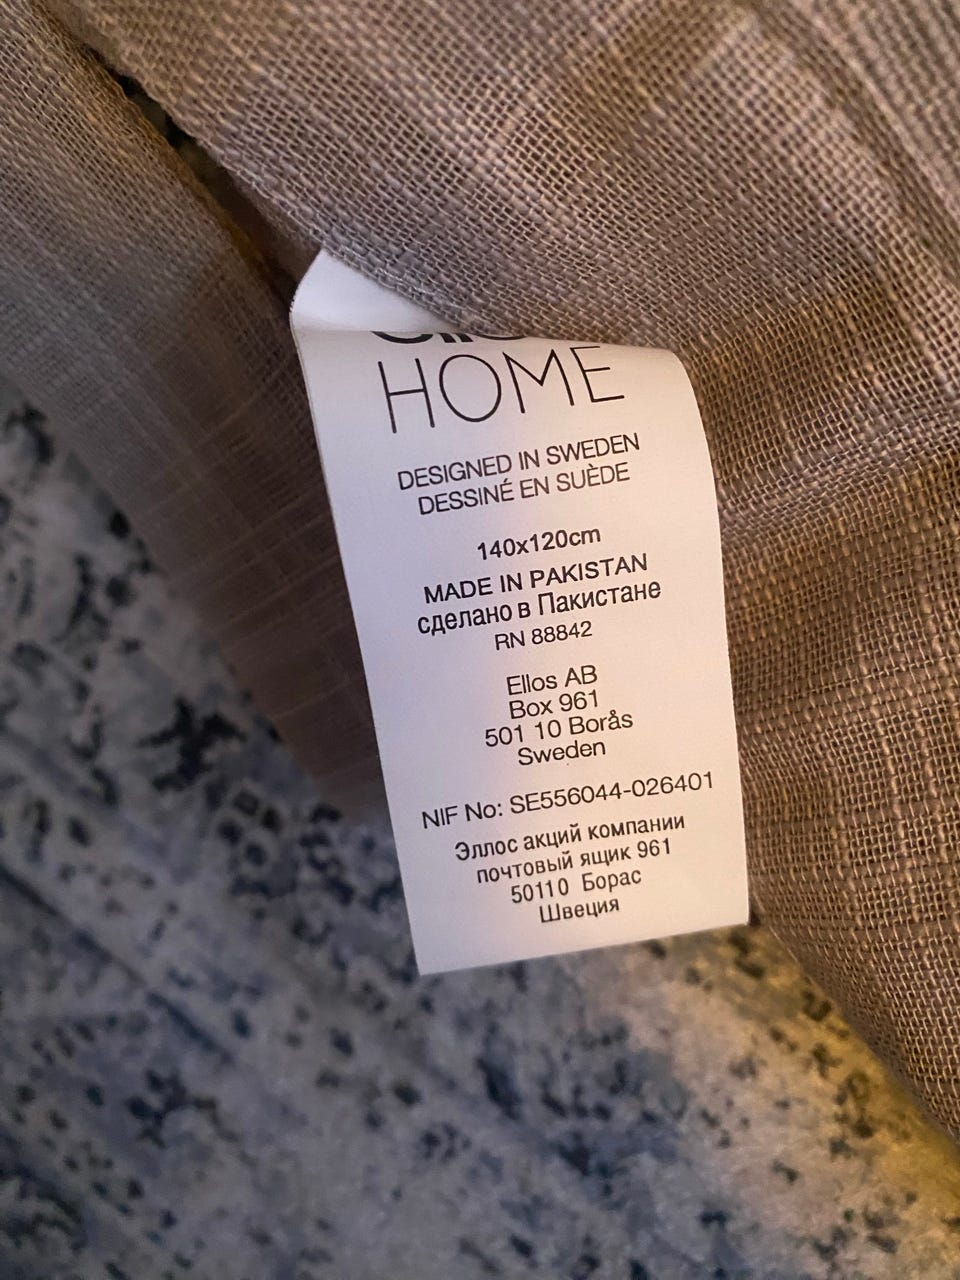 HOME
DESIGNED IN SWEDEN
DESSINÉ EN SUÈDE
140x120cm
MADE IN PAKISTAN
сделано в Пакистане
RN 88842
Ellos AB
Box 961
501 10 Borås
Sweden
NIF No: SE556044-026401
Эллос акций компании
почтовый ящик 961
50110 Борас
Швеция